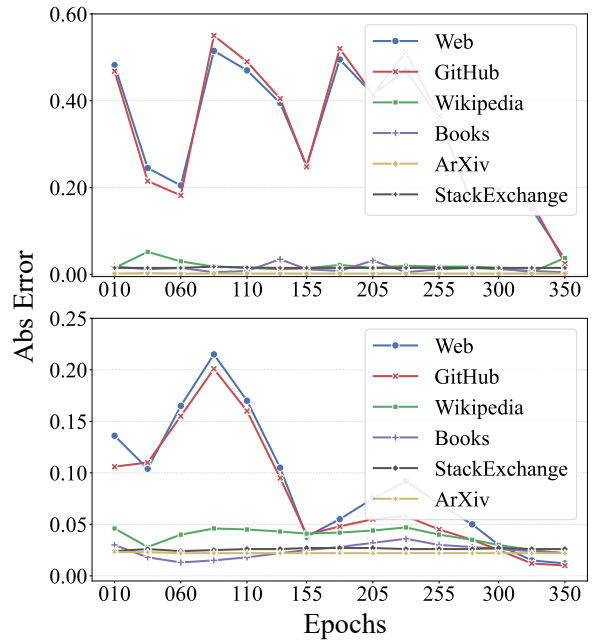 0.60
0.40
0.20
0.00
Web
GitHub
Wikipedia
Books
ArXiv
StackExchange
010 060 110 155 205 255 300 350
Abs Error
0.25
0.20
0.15
0.10
0.05
0.00
Web
GitHub
Wikipedia
Books
StackExchange
ArXiv
010 060 110 155 205 255 300 350
Epochs